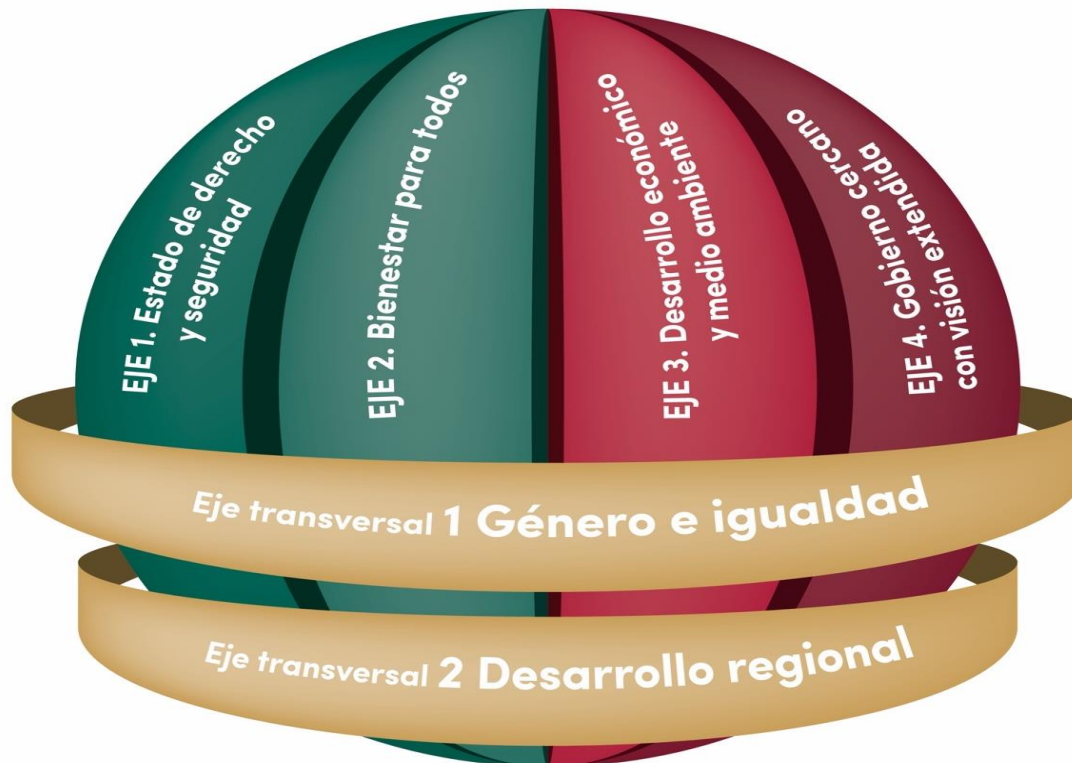 EJE 1. Estado de derecho
y seguridad
EJE 2. Bienestar para todos
EJE 3. Desarrollo económico
y medio ambiente
EJE 4. Gobierno cercano
con visión extendida
Eje transversal 1 Género e igualdad
Eje transversal 2 Desarrollo regional